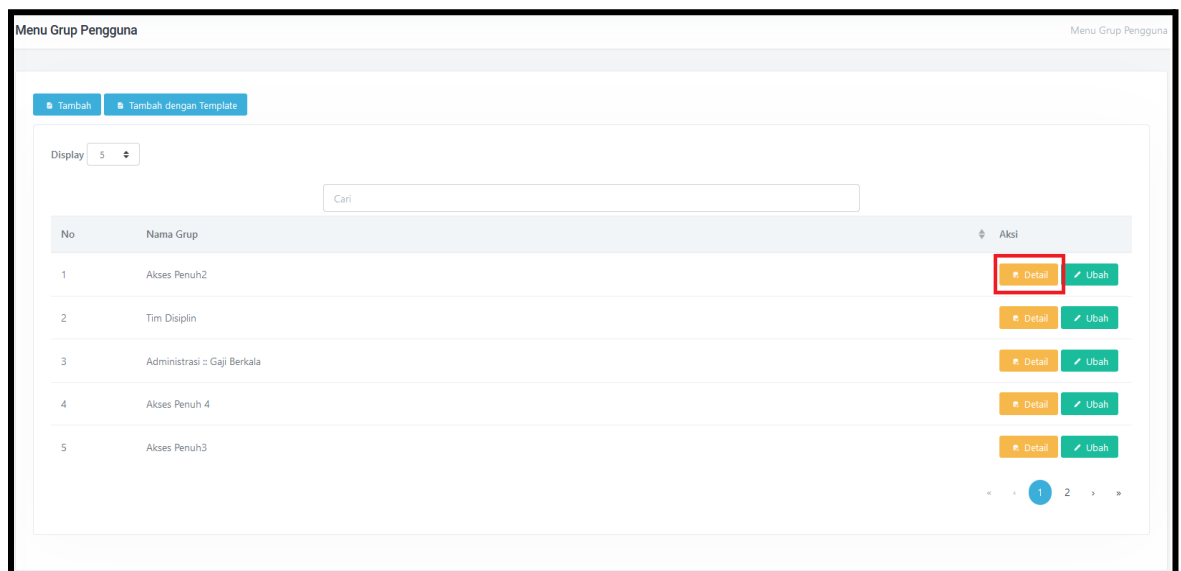 Menu Grup Pengguna Menu Grup Pengguna
Tambah Tambah dengan Template
Display 5
Cari
No Nama Grup Aksi
1 Akses Penuh2 Detail Ubah
2 Tim Disiplin Detail Ubah
3 Administrasi :: Gaji Berkala Detail Ubah
4 Akses Penuh 4 Detail Ubah
5 Akses Penuh3 Detail Ubah
« ‹ 1 2 › »